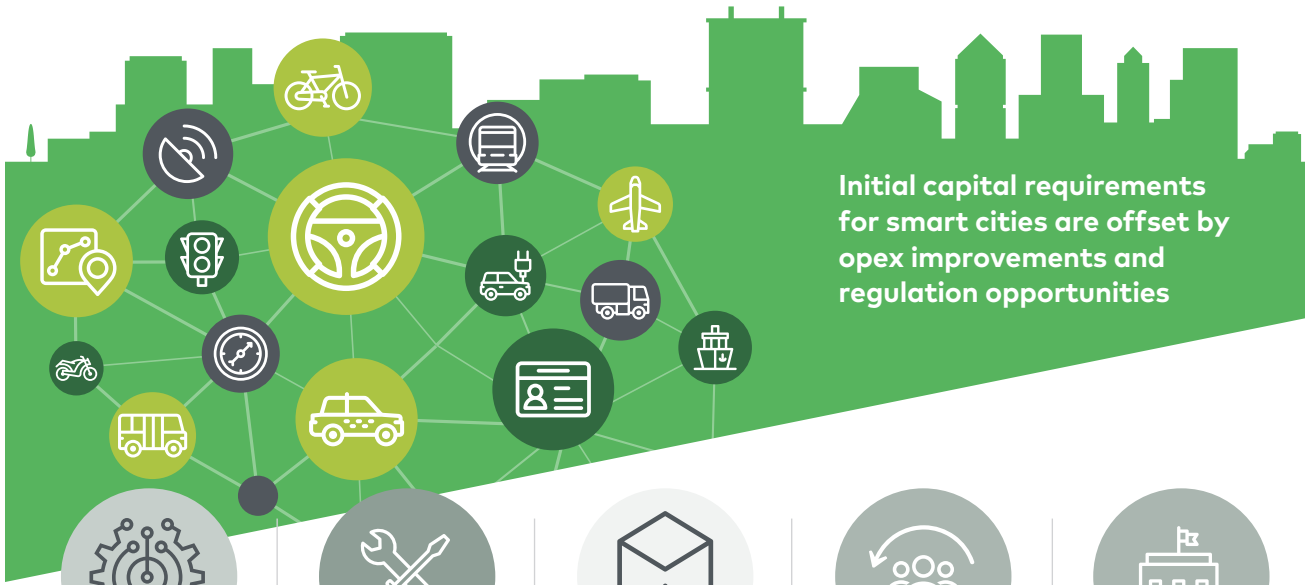 Initial capital requirements
for smart cities are offset by
opex improvements and
regulation opportunities